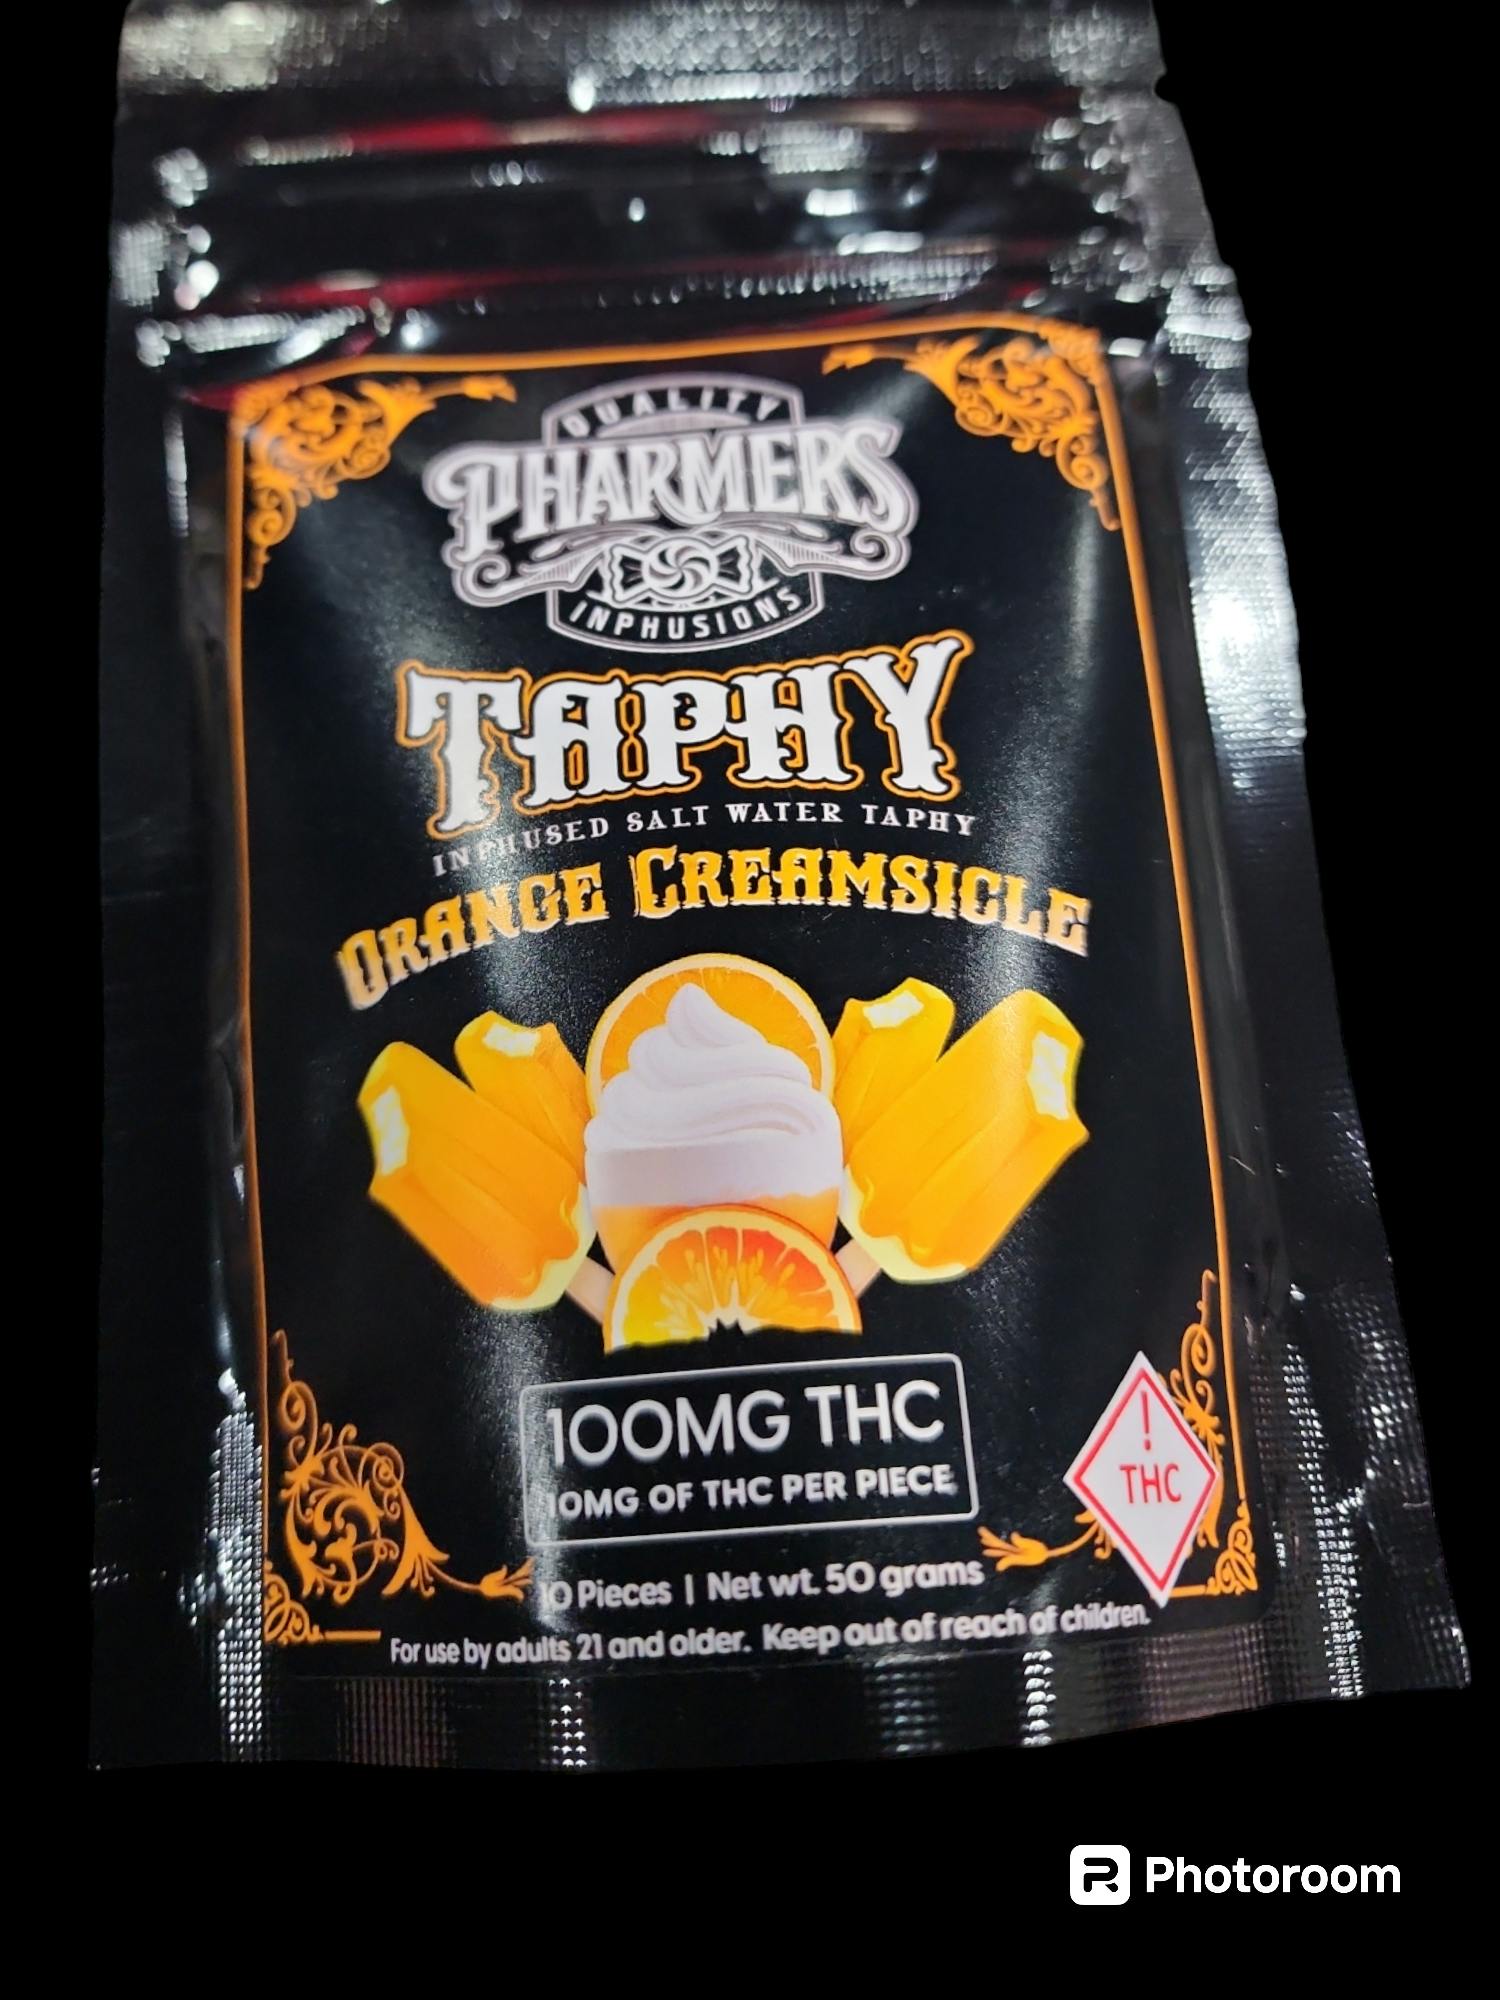 QUALITY
PHARMERS
INPHUSIONS
TAPHY
INPHUSED SALT WATER TAPHY
ORANGE CREAMSICLE
100MG THC
10MG OF THC PER PIECE
!
THC
10 Pieces | Net wt. 50 grams
For use by adults 21 and older. Keep out of reach of children.
Photoroom